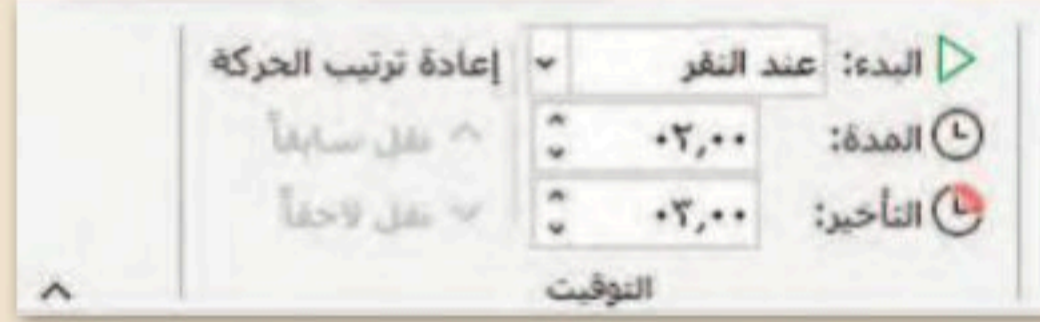 البدء: عند النقر إعادة ترتيب الحركة
المدة: ٠٢,٠٠ نقل سابقاً
التأخير: ٠٣,٠٠ نقل لاحقاً
التوقيت